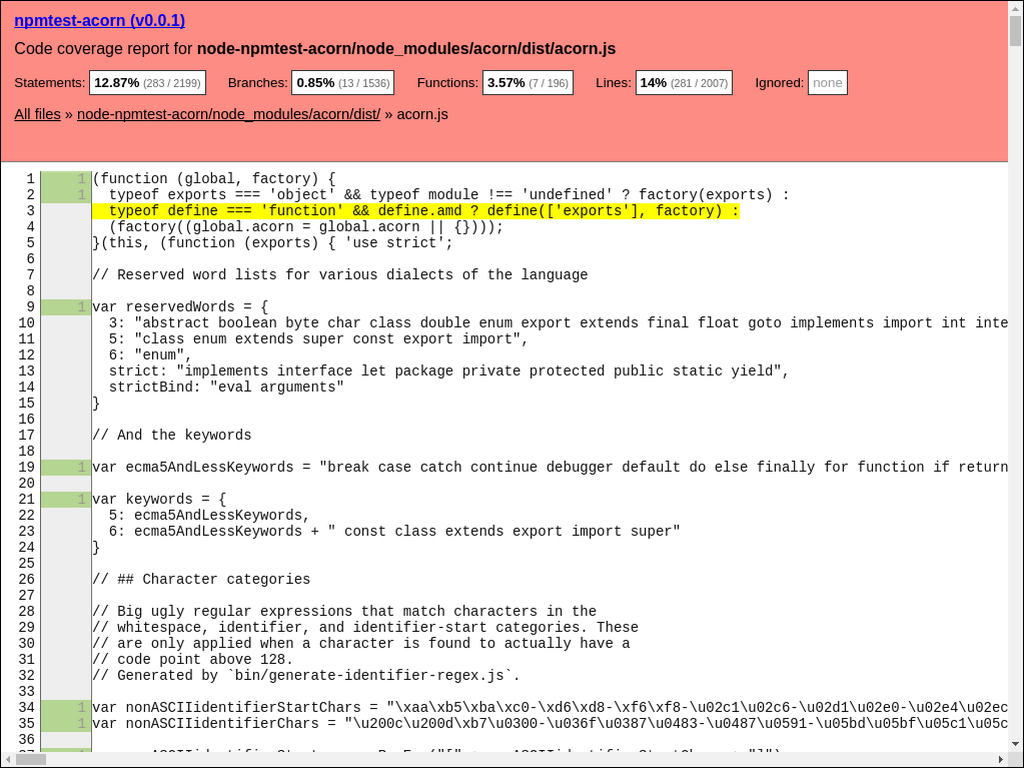 npmtest-acorn (v0.0.1)
Code coverage report for node-npmtest-acorn/node_modules/acorn/dist/acorn.js
Statements: 12.87% (283 / 2199) Branches: 0.85% (13 / 1536) Functions: 3.57% (7 / 196) Lines: 14% (281 / 2007) Ignored: none
All files » node-npmtest-acorn/node_modules/acorn/dist/ » acorn.js
1 1 (function (global, factory) {
2 1 typeof exports === 'object' && typeof module !== 'undefined' ? factory(exports) :
3 typeof define === 'function' && define.amd ? define(['exports'], factory) :
4 (factory((global.acorn = global.acorn || {})));
5 }(this, (function (exports) { 'use strict';
6
7 // Reserved word lists for various dialects of the language
8
9 1 var reservedWords = {
10 3: "abstract boolean byte char class double enum export extends final float goto implements import int inte
11 5: "class enum extends super const export import",
12 6: "enum",
13 strict: "implements interface let package private protected public static yield",
14 strictBind: "eval arguments"
15 }
16
17 // And the keywords
18
19 1 var ecma5AndLessKeywords = "break case catch continue debugger default do else finally for function if return
20
21 1 var keywords = {
22 5: ecma5AndLessKeywords,
23 6: ecma5AndLessKeywords + " const class extends export import super"
24 }
25
26 // ## Character categories
27
28 // Big ugly regular expressions that match characters in the
29 // whitespace, identifier, and identifier-start categories. These
30 // are only applied when a character is found to actually have a
31 // code point above 128.
32 // Generated by `bin/generate-identifier-regex.js`.
33
34 1 var nonASCIIidentifierStartChars = "\xaa\xb5\xba\xc0-\xd6\xd8-\xf6\xf8-\u02c1\u02c6-\u02d1\u02e0-\u02e4\u02ec
35 1 var nonASCIIidentifierChars = "\u200c\u200d\xb7\u0300-\u036f\u0387\u0483-\u0487\u0591-\u05bd\u05bf\u05c1\u05c
36